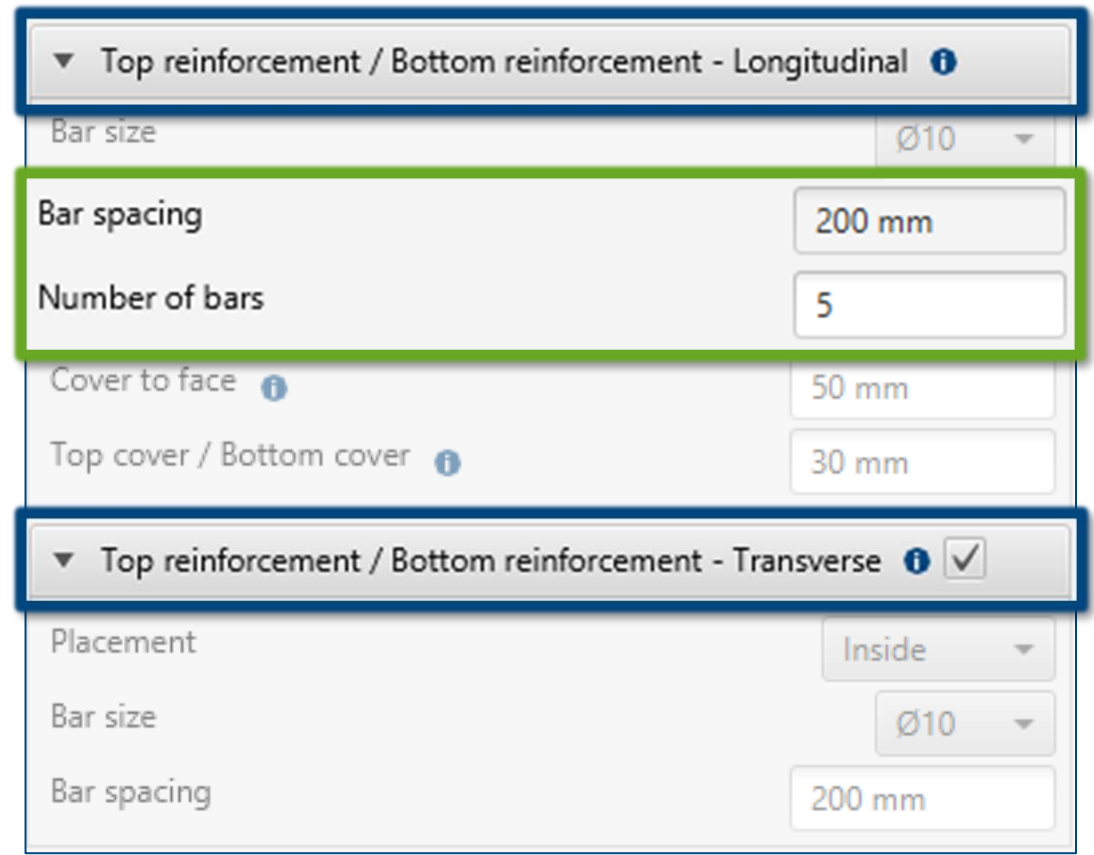 Top reinforcement / Bottom reinforcement - Longitudinal
Bar size Ø10
Bar spacing 200 mm
Number of bars 5
Cover to face 50 mm
Top cover / Bottom cover 30 mm
Top reinforcement / Bottom reinforcement - Transverse
Placement Inside
Bar size Ø10
Bar spacing 200 mm